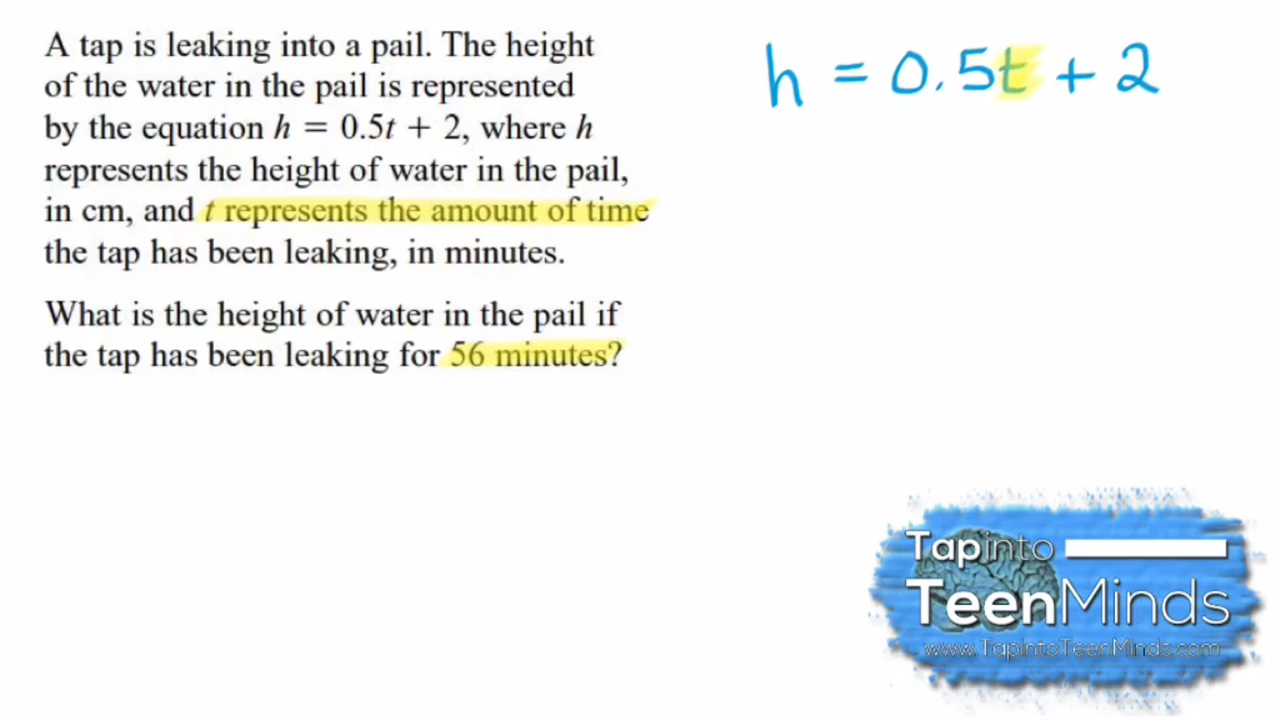 A tap is leaking into a pail. The height
of the water in the pail is represented
by the equation h = 0.5t + 2, where h
represents the height of water in the pail,
in cm, and t represents the amount of time
the tap has been leaking, in minutes.
What is the height of water in the pail if
the tap has been leaking for 56 minutes?
h = 0.5t + 2
Tapinto
TeenMinds
www.TapIntoTeenMinds.com